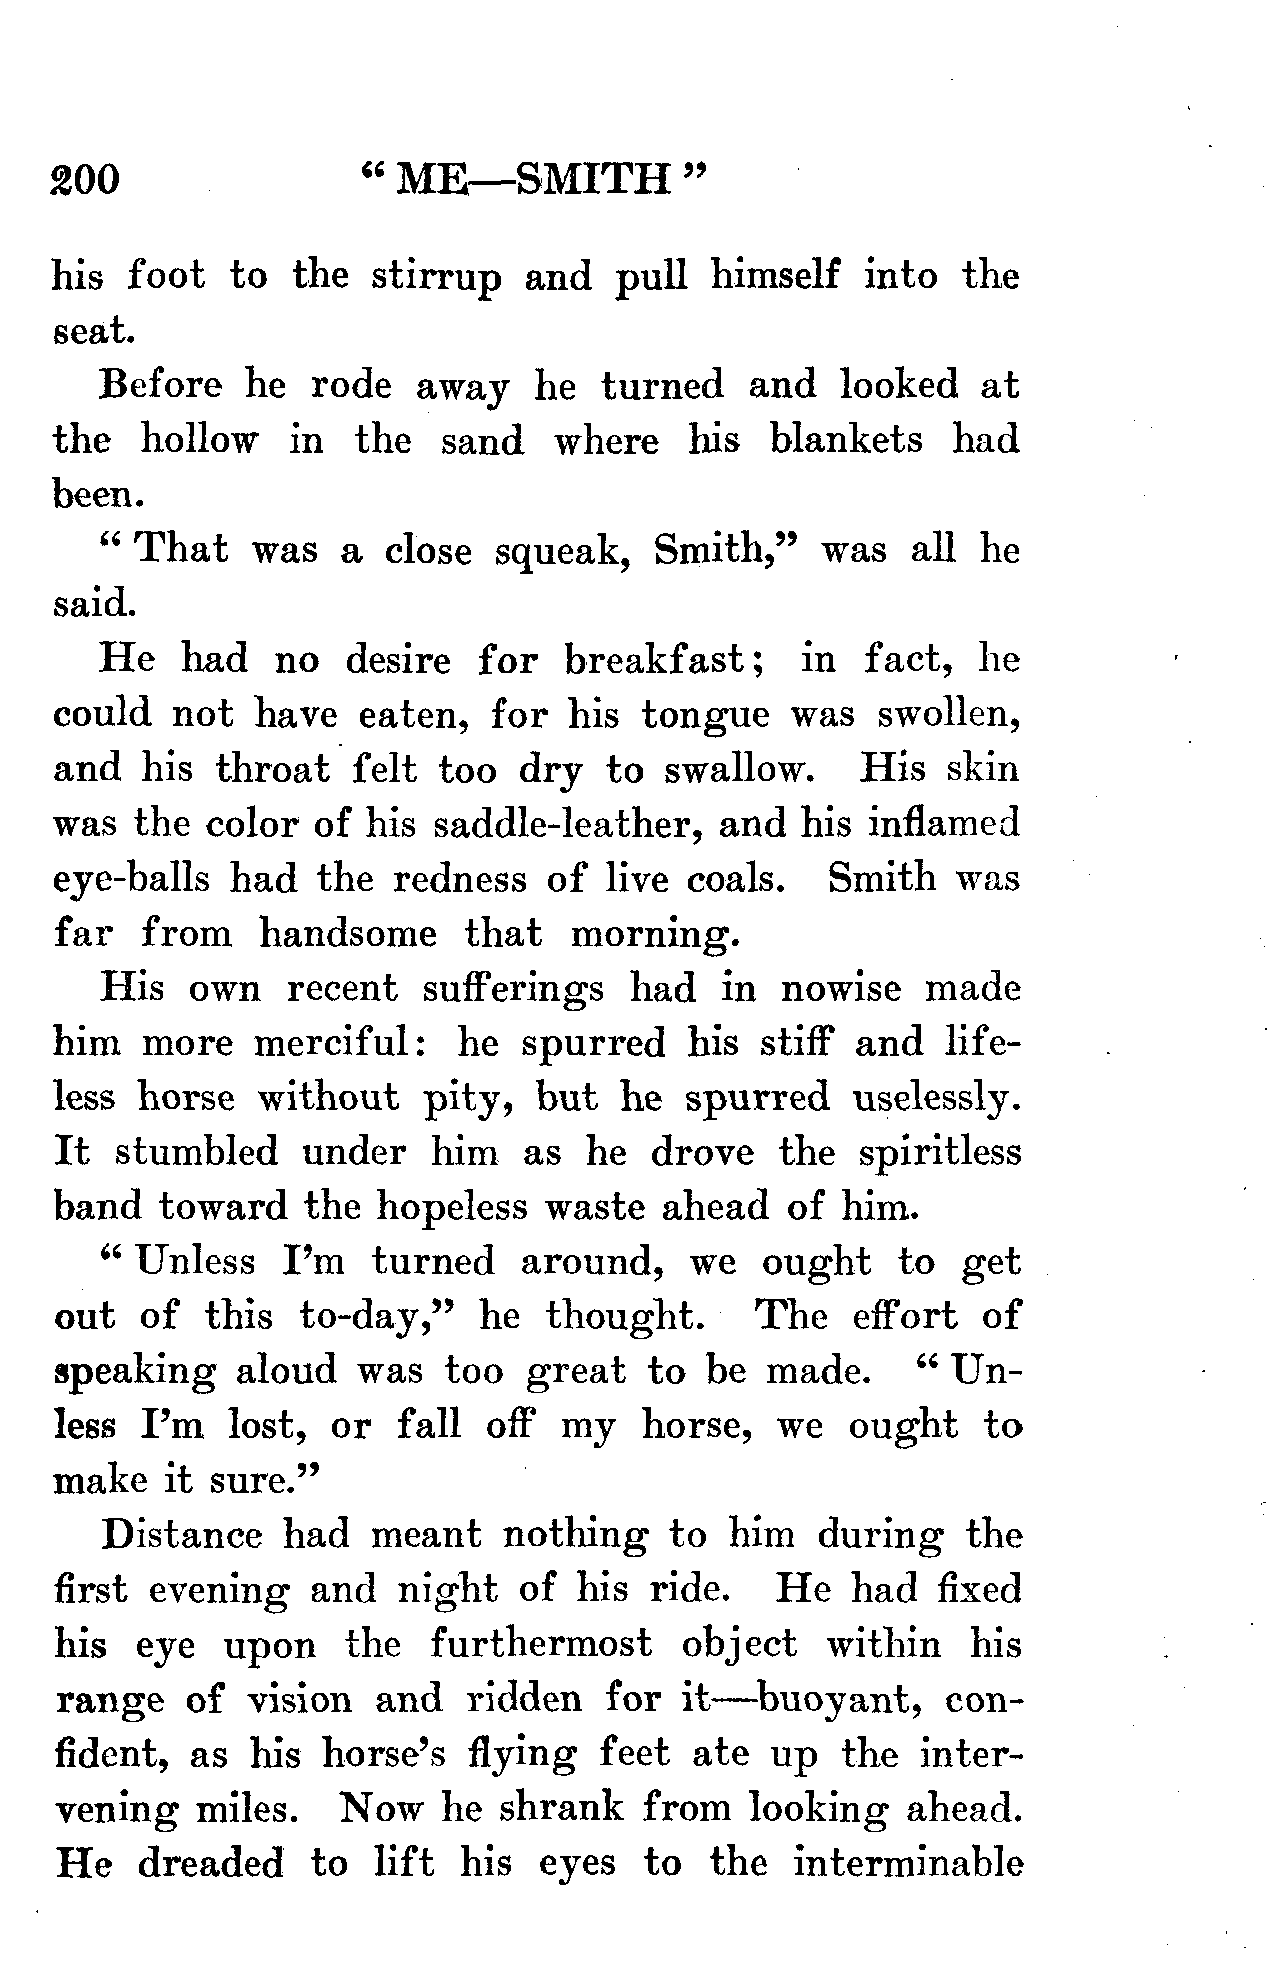 200 “ ME—SMITH ”
his foot to the stirrup and pull himself into the
seat.
Before he rode away he turned and looked at
the hollow in the sand where his blankets had
been.
“ That was a close squeak, Smith,” was all he
said.
He had no desire for breakfast; in fact, he
could not have eaten, for his tongue was swollen,
and his throat felt too dry to swallow. His skin
was the color of his saddle-leather, and his inflamed
eye-balls had the redness of live coals. Smith was
far from handsome that morning.
His own recent sufferings had in nowise made
him more merciful: he spurred his stiff and life-
less horse without pity, but he spurred uselessly.
It stumbled under him as he drove the spiritless
band toward the hopeless waste ahead of him.
“ Unless I’m turned around, we ought to get
out of this to-day,” he thought. The effort of
speaking aloud was too great to be made. “ Un-
less I’m lost, or fall off my horse, we ought to
make it sure.”
Distance had meant nothing to him during the
first evening and night of his ride. He had fixed
his eye upon the furthermost object within his
range of vision and ridden for it—buoyant, con-
fident, as his horse’s flying feet ate up the inter-
vening miles. Now he shrank from looking ahead.
He dreaded to lift his eyes to the interminable